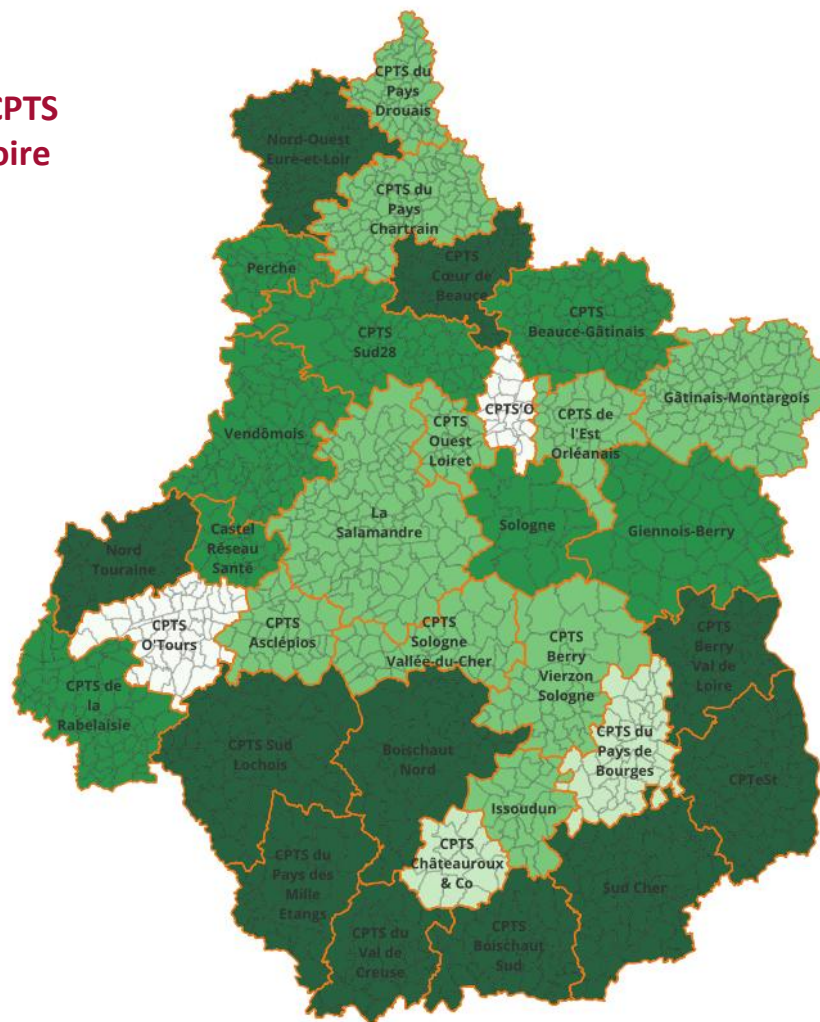 CPTS
oire
CPTS du
Pays
Drouais
Nord-Ouest
Eure-et-Loir
CPTS du
Pays
Chartrain
CPTS
Cœur de
Beauce
Perche
CPTS
Sud28
CPTS
Beauce-Gâtinais
Gâtinais-Montargois
CPTS'O
CPTS
Ouest
Loiret
CPTS de
l'Est
Orléanais
Vendômois
La
Salamandre
Sologne
Giennois-Berry
Castel
Réseau
Santé
Nord
Touraine
CPTS
O'Tours
CPTS
Asclépios
CPTS
Sologne
Vallée-du-Cher
CPTS
Berry
Vierzon
Sologne
CPTS
Berry
Val de
Loire
CPTS de
la
Rabelaisie
CPTS Sud
Lochois
Boischaut
Nord
CPTS du
Pays de
Bourges
CPTeSt
Issoudun
CPTS
Châteauroux
& Co
CPTS du
Pays des
Mille
Etangs
Sud Cher
CPTS du
Val de
Creuse
CPTS
Boischaut
Sud